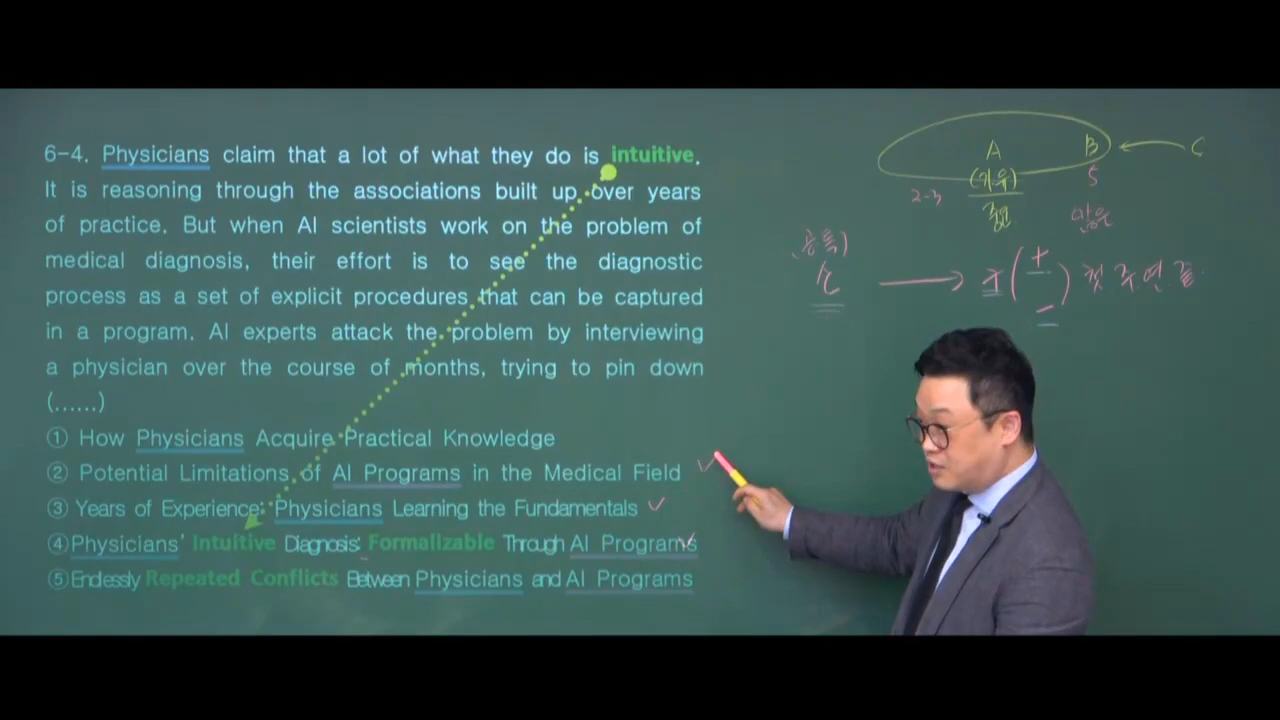 6-4. Physicians claim that a lot of what they do is intuitive.
It is reasoning through the associations built up over years
of practice. But when AI scientists work on the problem of
medical diagnosis, their effort is to see the diagnostic
process as a set of explicit procedures that can be captured
in a program. AI experts attack the problem by interviewing
a physician over the course of months, trying to pin down
(......)
① How Physicians Acquire Practical Knowledge
② Potential Limitations of AI Programs in the Medical Field
③ Years of Experience: Physicians Learning the Fundamentals
④Physicians' Intuitive Diagnosis: Formalizable Through AI Programs
⑤Endlessly Repeated Conflicts Between Physicians and AI Programs
A B C
2-3 5
+
-